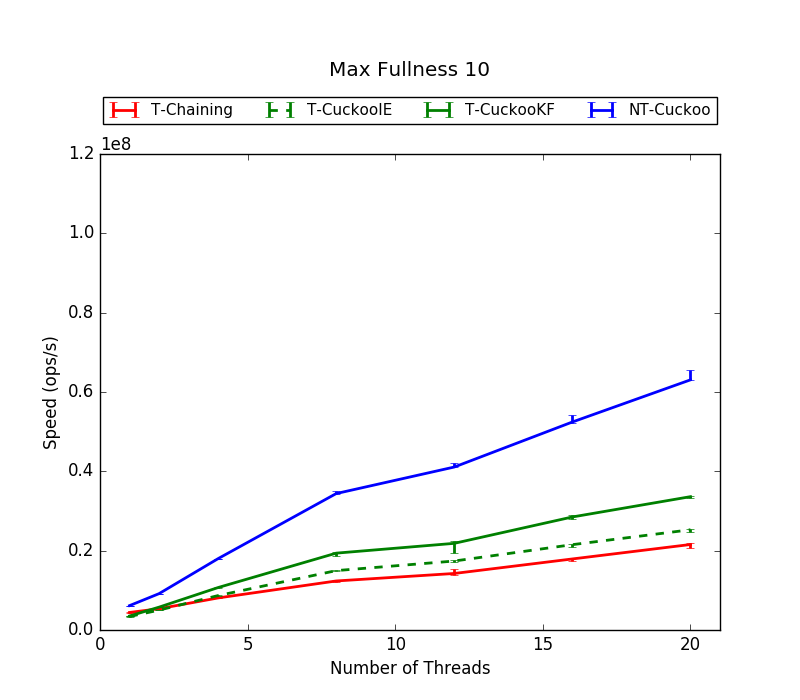 Max Fullness 10
T-Chaining T-CuckooIE T-CuckooKF NT-Cuckoo
1e8
1.2
1.0
0.8
0.6
0.4
0.2
0.0
Speed (ops/s)
0 5 10 15 20
Number of Threads